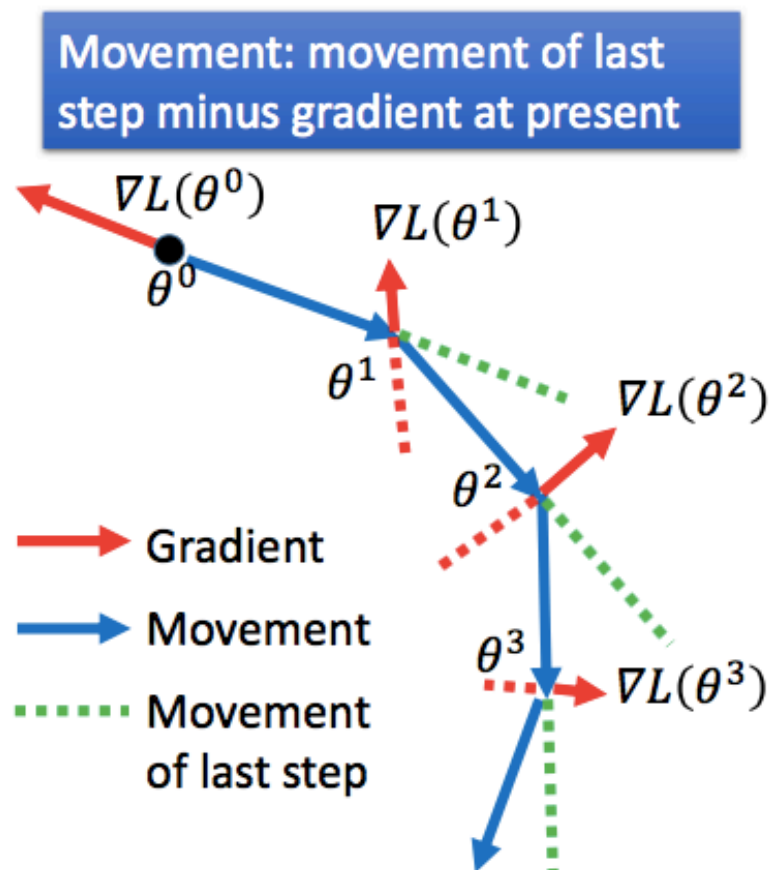 Movement: movement of last
step minus gradient at present
∇L(θ⁰)
θ⁰
∇L(θ¹)
θ¹
∇L(θ²)
θ²
Gradient
Movement
θ³
∇L(θ³)
Movement
of last step